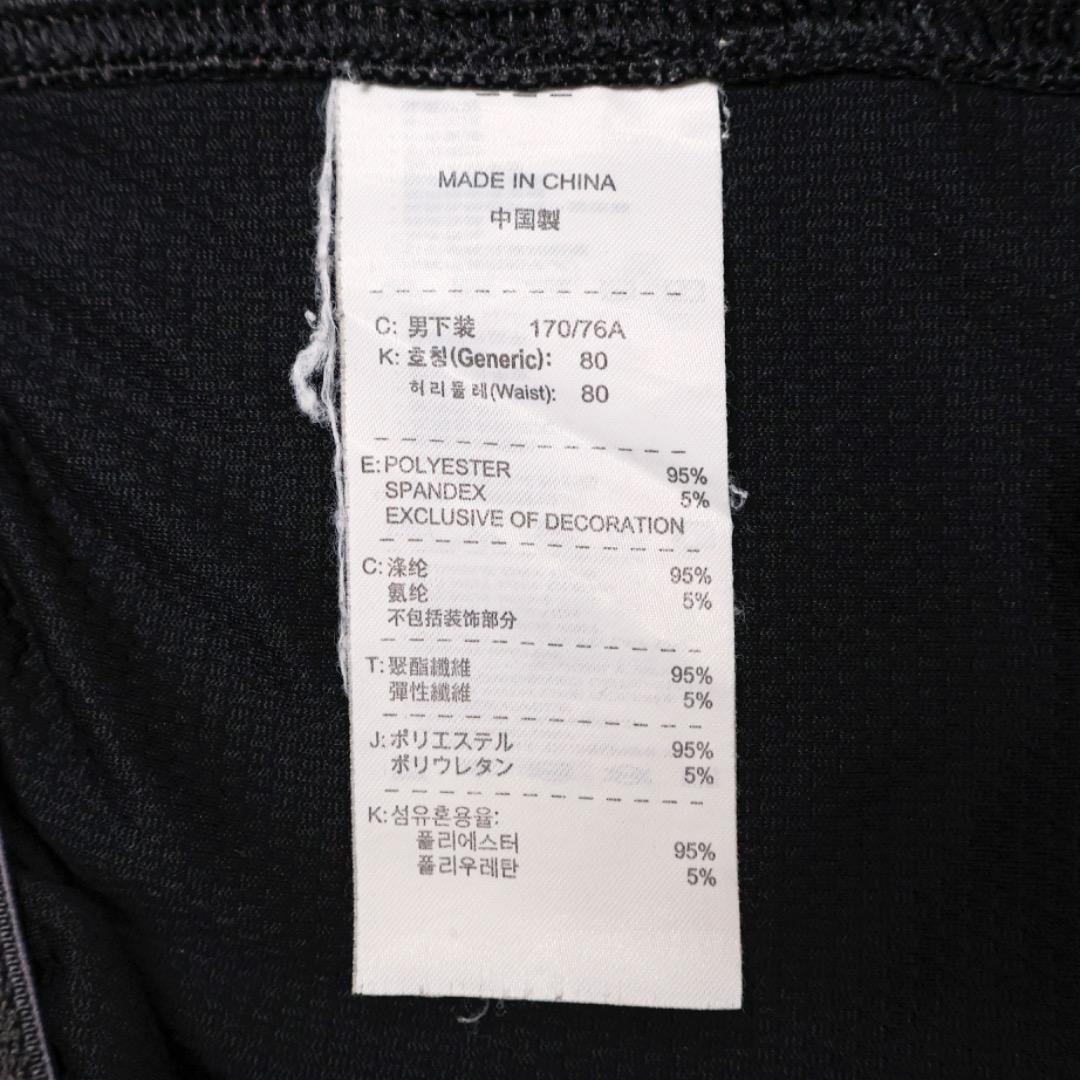 MADE IN CHINA
中国製
C: 男下装 170/76A
K: 호칭(Generic): 80
허리둘레(Waist): 80
E: POLYESTER 95%
SPANDEX 5%
EXCLUSIVE OF DECORATION
C: 涤纶 95%
氨纶 5%
不包括装饰部分
T: 聚酯纖維 95%
彈性纖維 5%
J: ポリエステル 95%
ポリウレタン 5%
K: 섬유혼용율:
폴리에스터 95%
폴리우레탄 5%